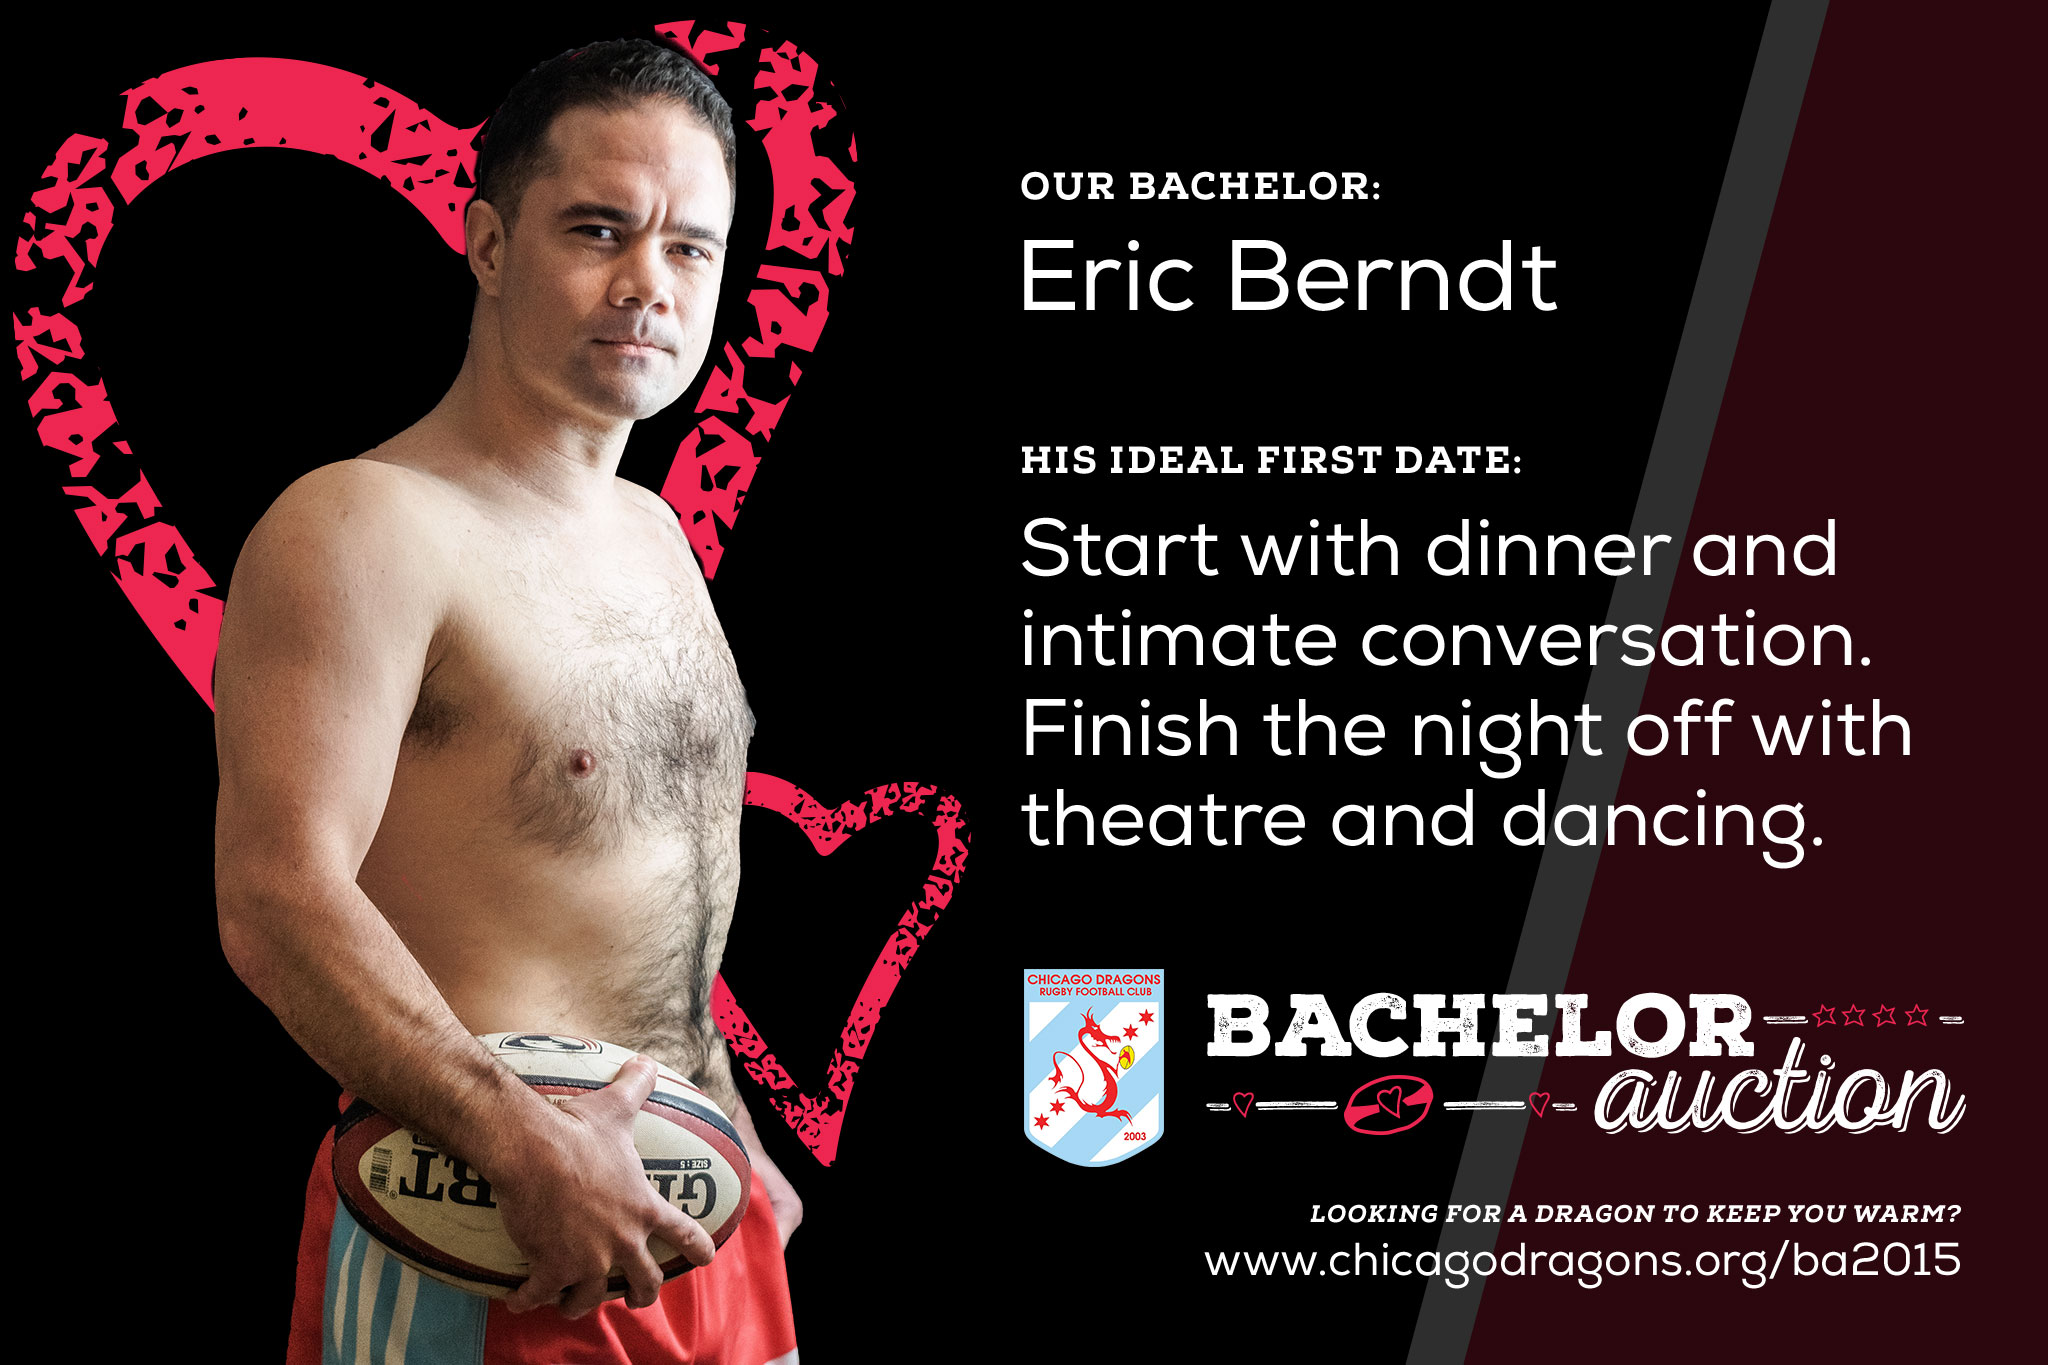 OUR BACHELOR:
Eric Berndt
HIS IDEAL FIRST DATE:
Start with dinner and
intimate conversation.
Finish the night off with
theatre and dancing.
CHICAGO DRAGONS
RUGBY FOOTBALL CLUB
2003
BACHELOR
auction
LOOKING FOR A DRAGON TO KEEP YOU WARM?
www.chicagodragons.org/ba2015
SIZE: 5